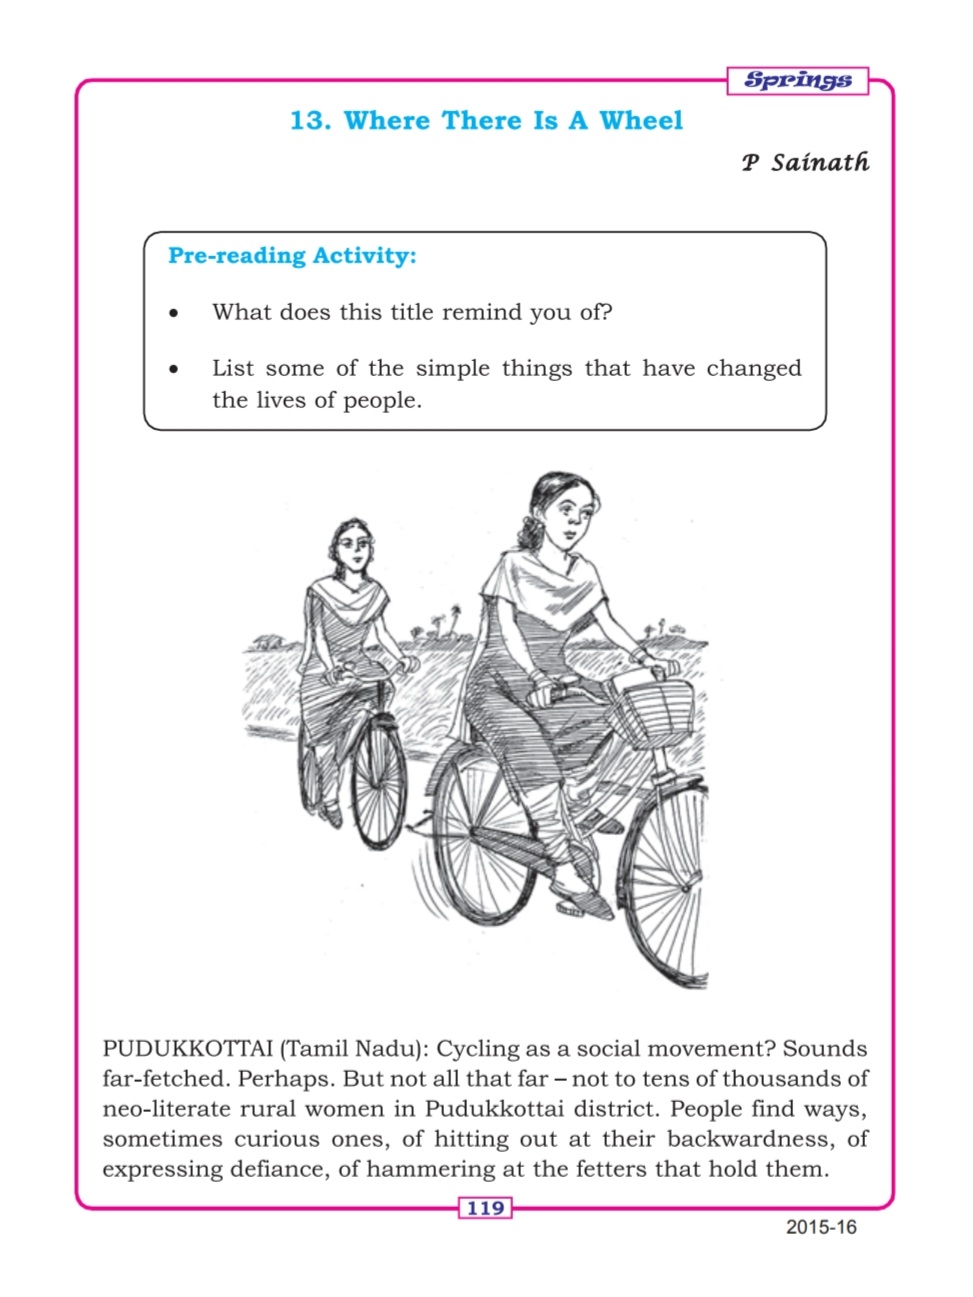 Springs
13. Where There Is A Wheel
P Sainath
Pre-reading Activity:
• What does this title remind you of?
• List some of the simple things that have changed
the lives of people.
PUDUKKOTTAI (Tamil Nadu): Cycling as a social movement? Sounds
far-fetched. Perhaps. But not all that far – not to tens of thousands of
neo-literate rural women in Pudukkottai district. People find ways,
sometimes curious ones, of hitting out at their backwardness, of
expressing defiance, of hammering at the fetters that hold them.
119
2015-16